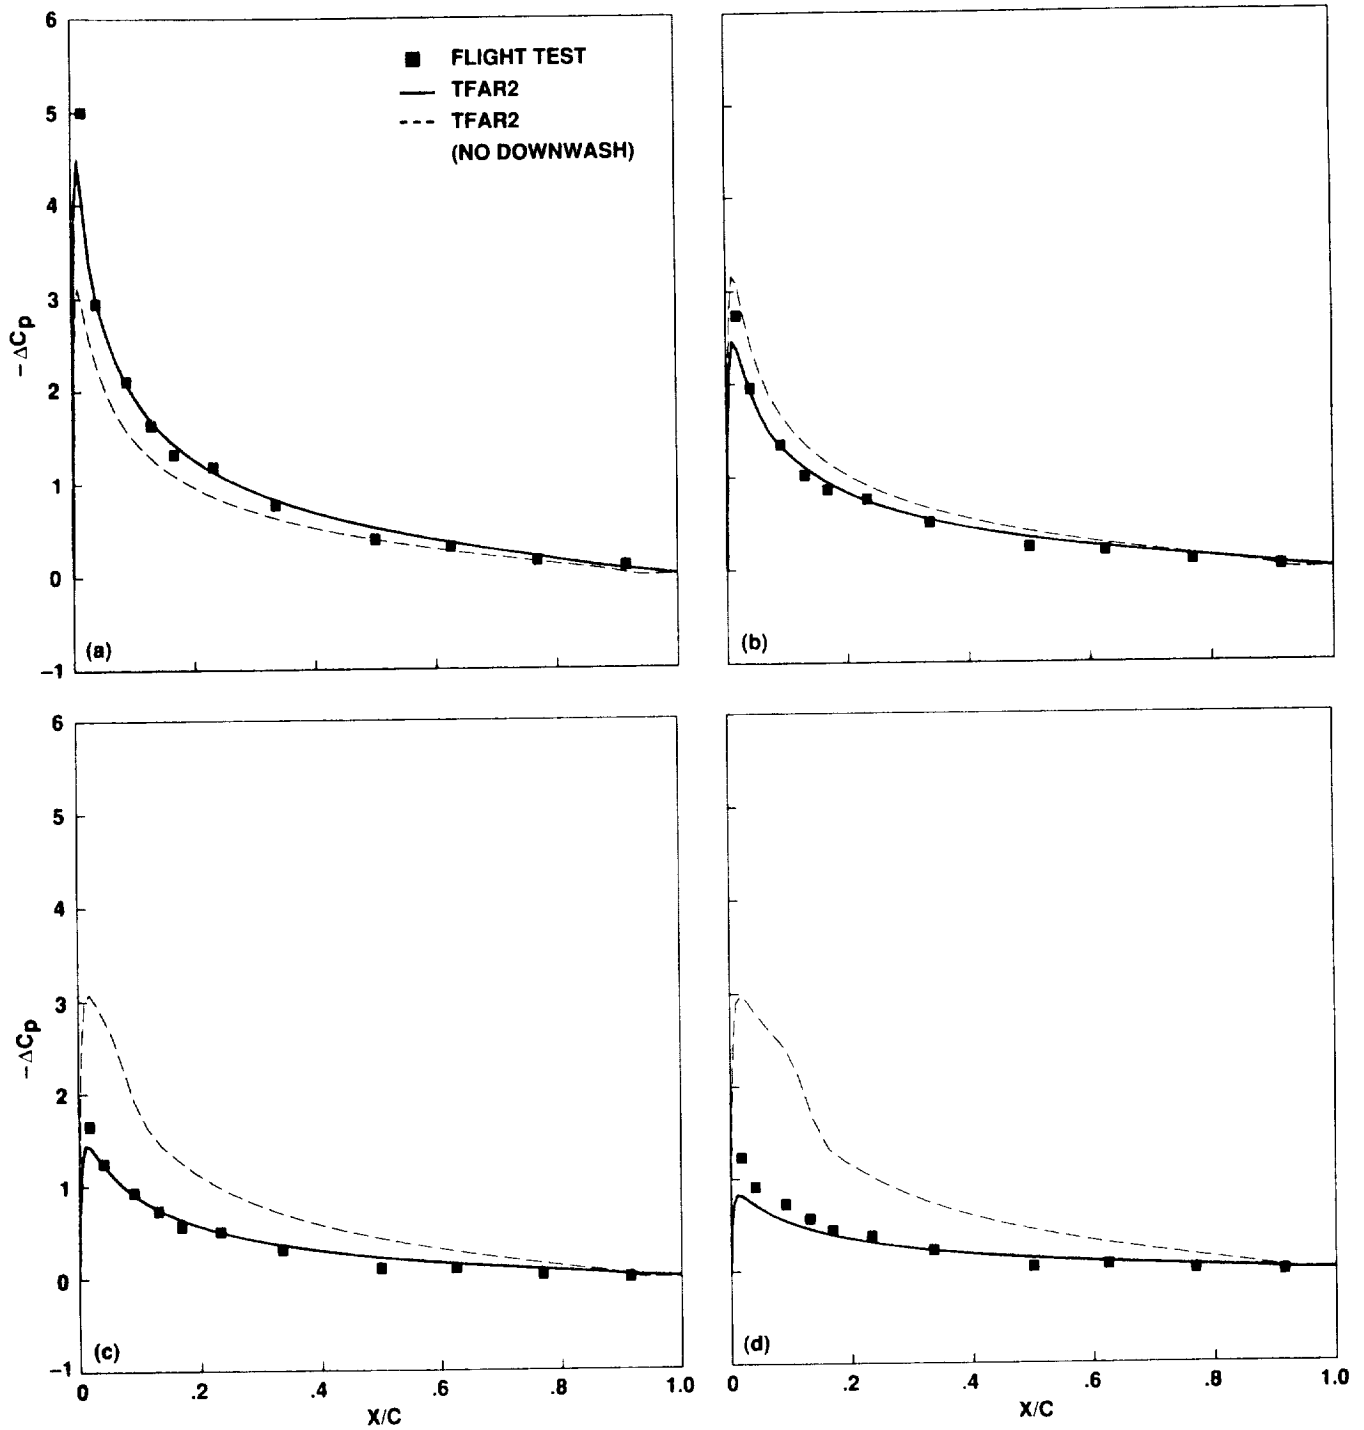 6
5
4
3
2
1
0
−1
−ΔCp
■ FLIGHT TEST
— TFAR2
--- TFAR2
(NO DOWNWASH)
(a)
(b)
6
5
4
3
2
1
0
−1
−ΔCp
(c)
0 .2 .4 .6 .8 1.0
X/C
(d)
0 .2 .4 .6 .8 1.0
X/C